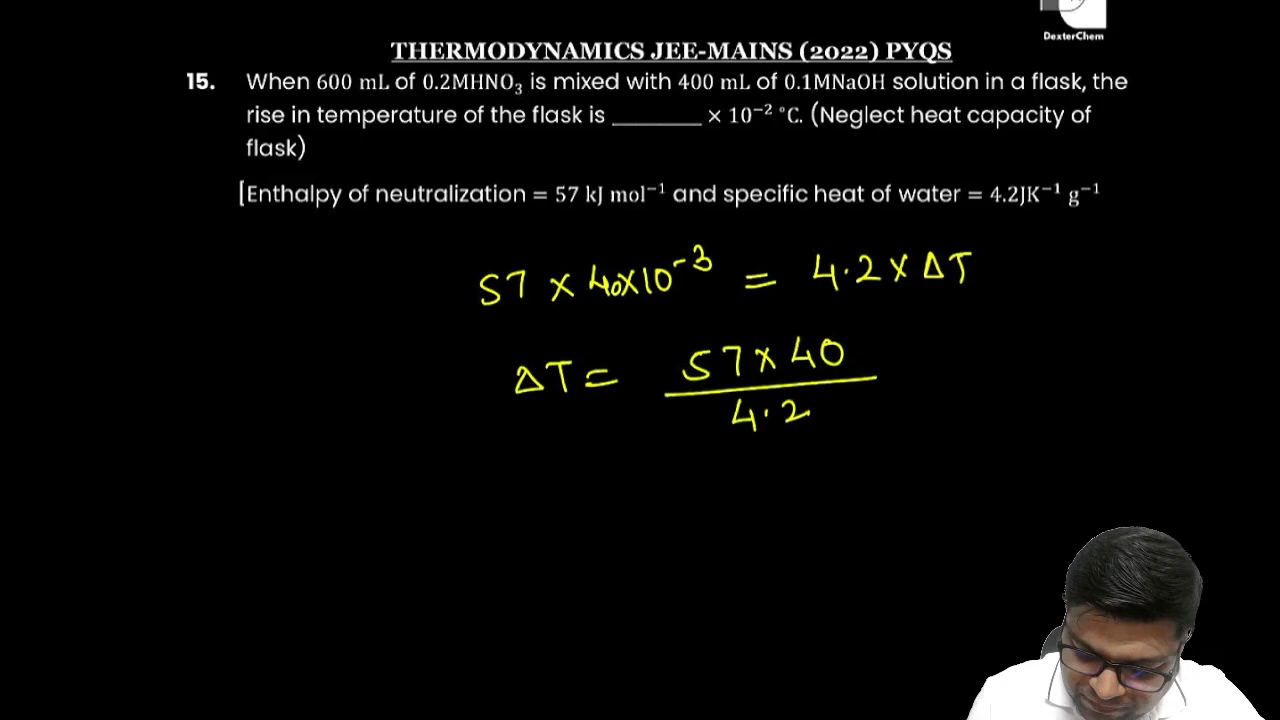 DexterChem
THERMODYNAMICS JEE-MAINS (2022) PYQS
15. When 600 mL of 0.2MHNO₃ is mixed with 400 mL of 0.1MNaOH solution in a flask, the
rise in temperature of the flask is ________ × 10⁻² °C. (Neglect heat capacity of
flask)
[Enthalpy of neutralization = 57 kJ mol⁻¹ and specific heat of water = 4.2JK⁻¹ g⁻¹
57 × 40×10⁻³ = 4.2 × ΔT
ΔT = 57×40
4.2